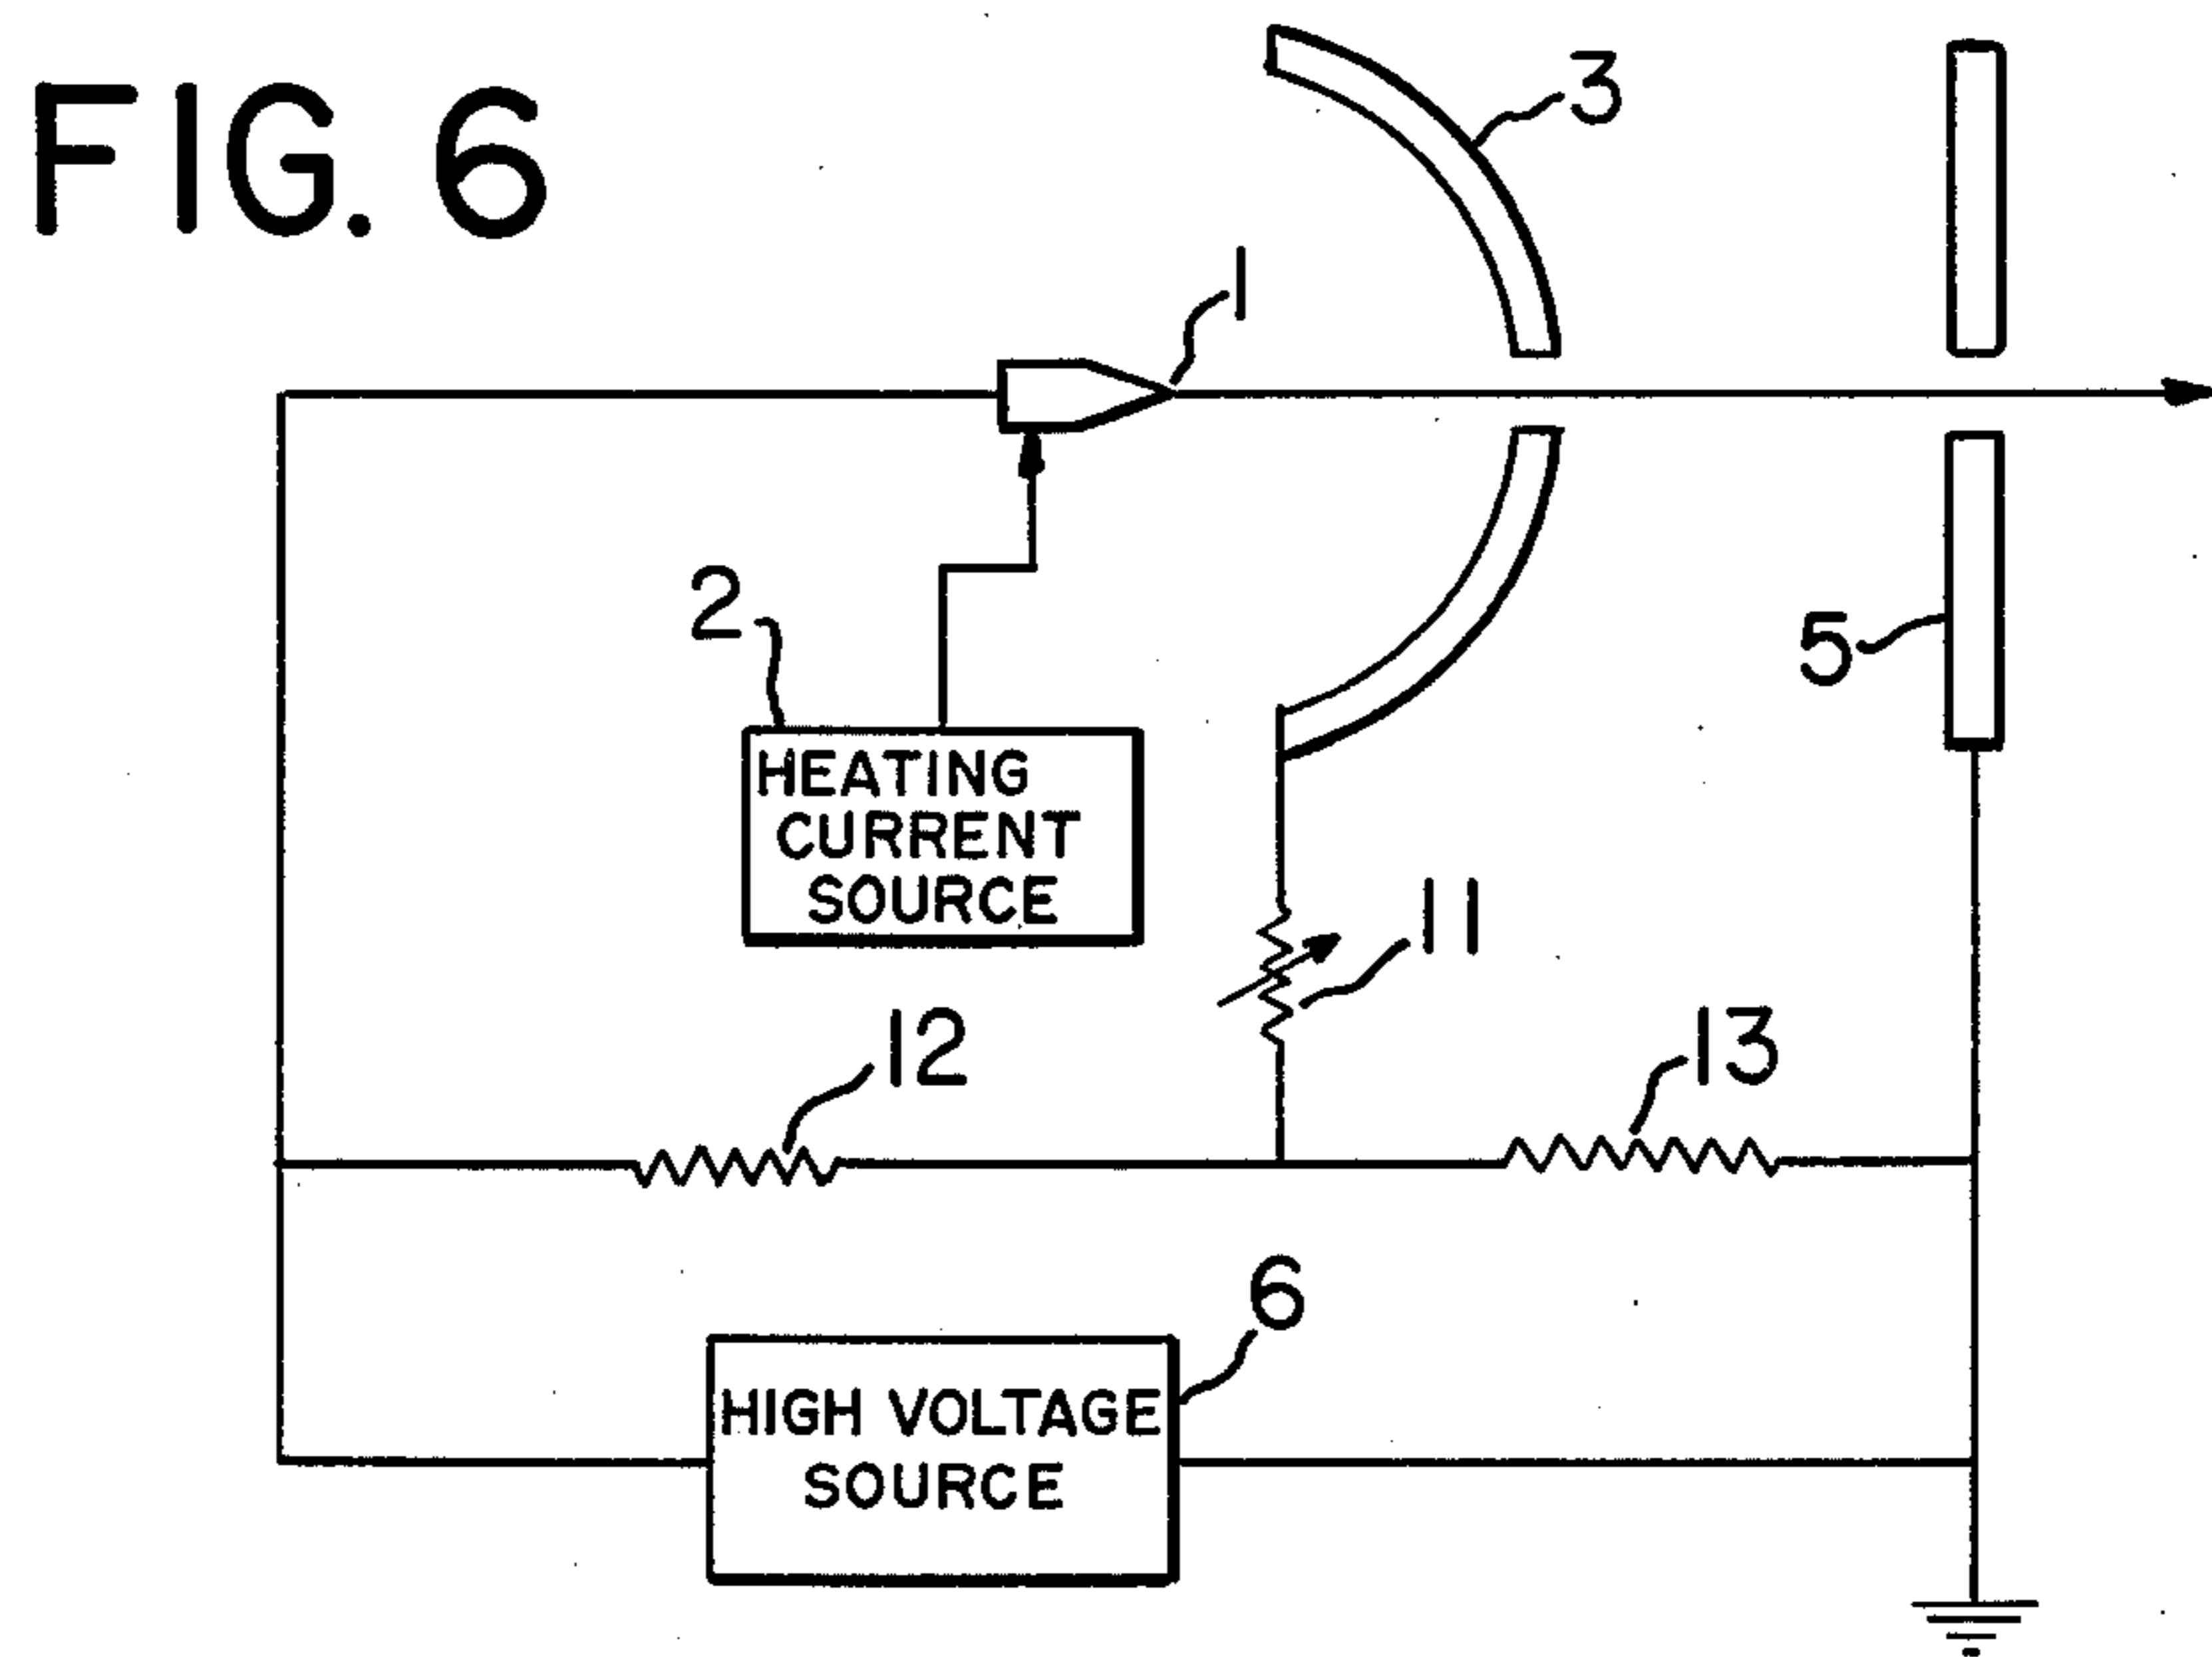 FIG. 6
3
1
2
5
HEATING
CURRENT
SOURCE
11
12
13
6
HIGH VOLTAGE
SOURCE